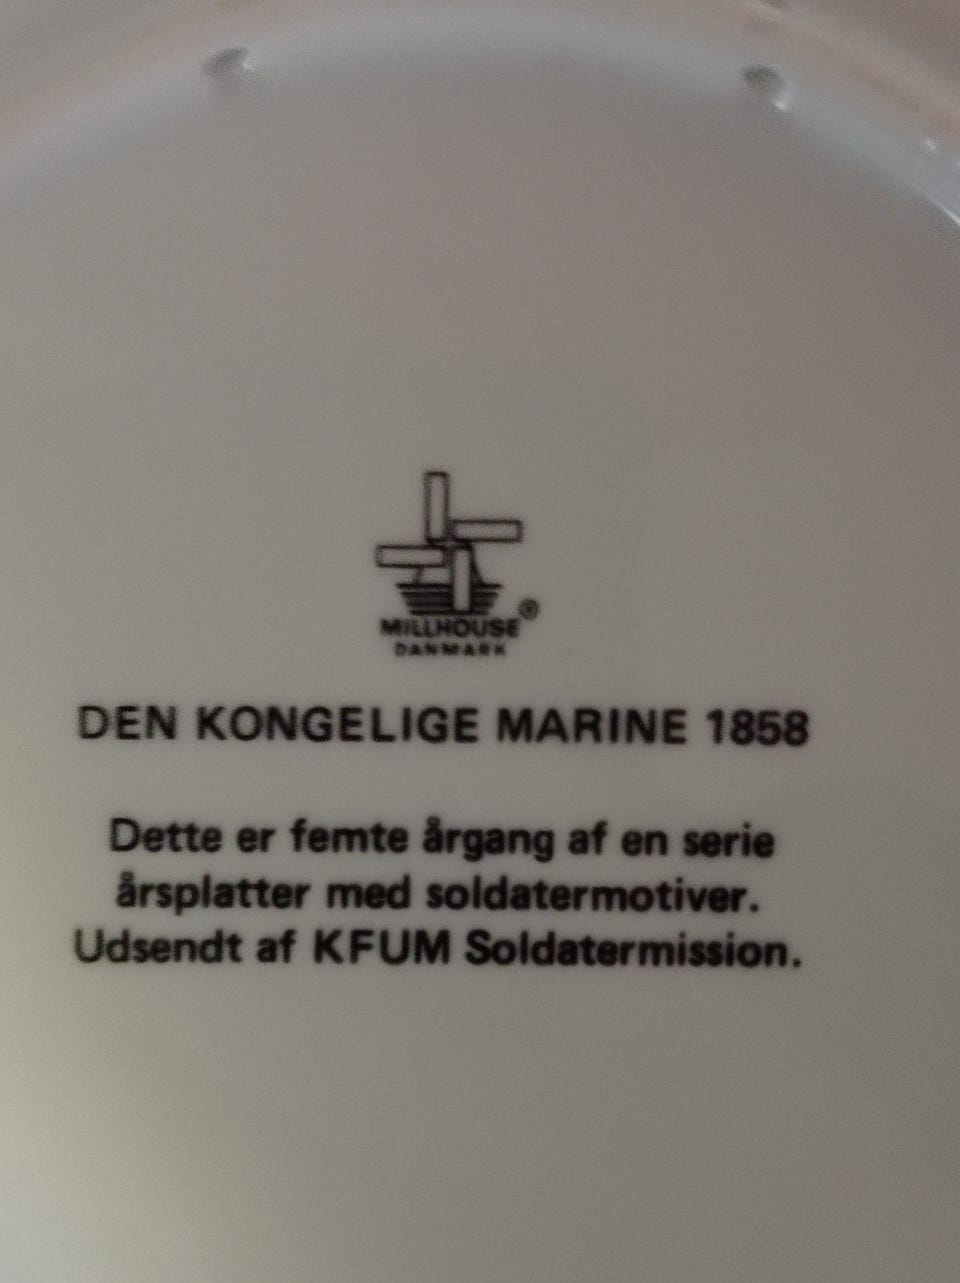 MILLHOUSE ®
DANMARK
DEN KONGELIGE MARINE 1858
Dette er femte årgang af en serie
årsplatter med soldatermotiver.
Udsendt af KFUM Soldatermission.